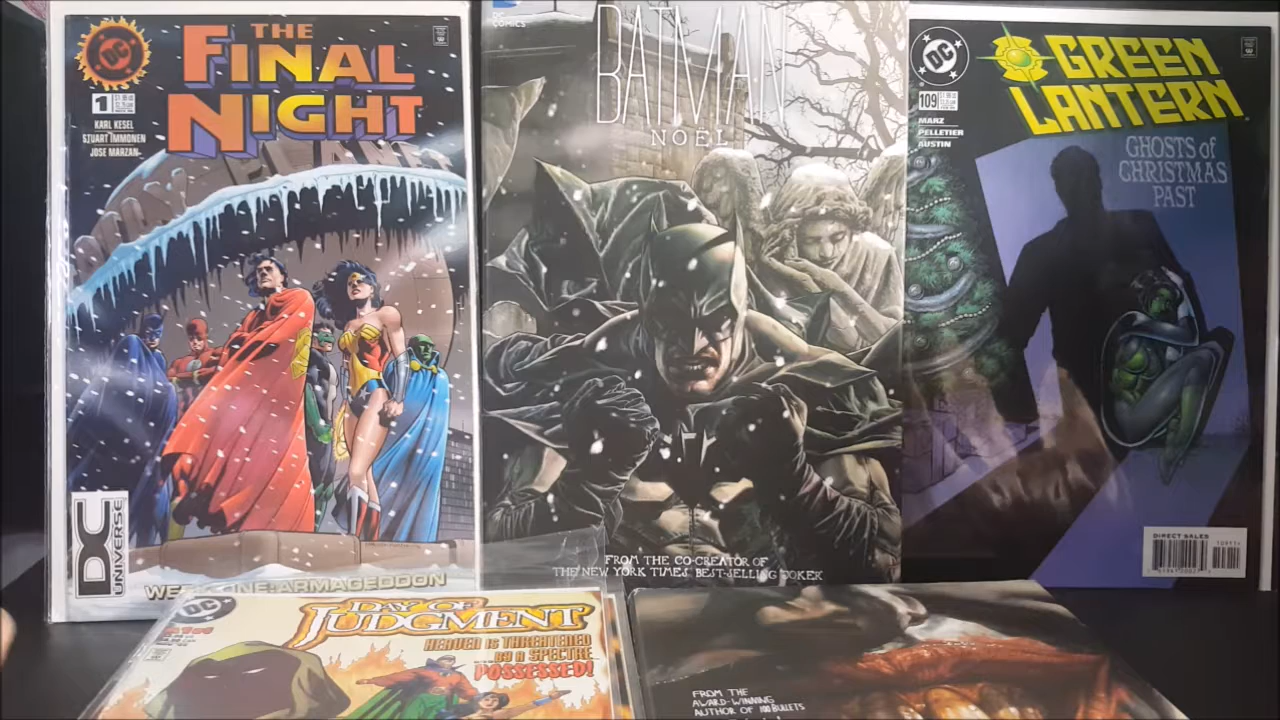 DC
THE
FINAL
NIGHT
1
KARL KESEL
STUART IMMONEN
JOSE MARZAN
DC
UNIVERSE
WEEK ONE: ARMAGEDDON
DC
COMICS
BATMAN
NOËL
FROM THE CO-CREATOR OF
THE NEW YORK TIMES BEST-SELLING JOKER
DC
GREEN
LANTERN
109
MARZ
PELLETIER
AUSTIN
GHOSTS of
CHRISTMAS
PAST
DIRECT SALES
DC
DAY OF
JUDGMENT
HEAVEN IS THREATENED
BY A SPECTRE
POSSESSED!
FROM THE
AWARD-WINNING
AUTHOR OF 100 BULLETS